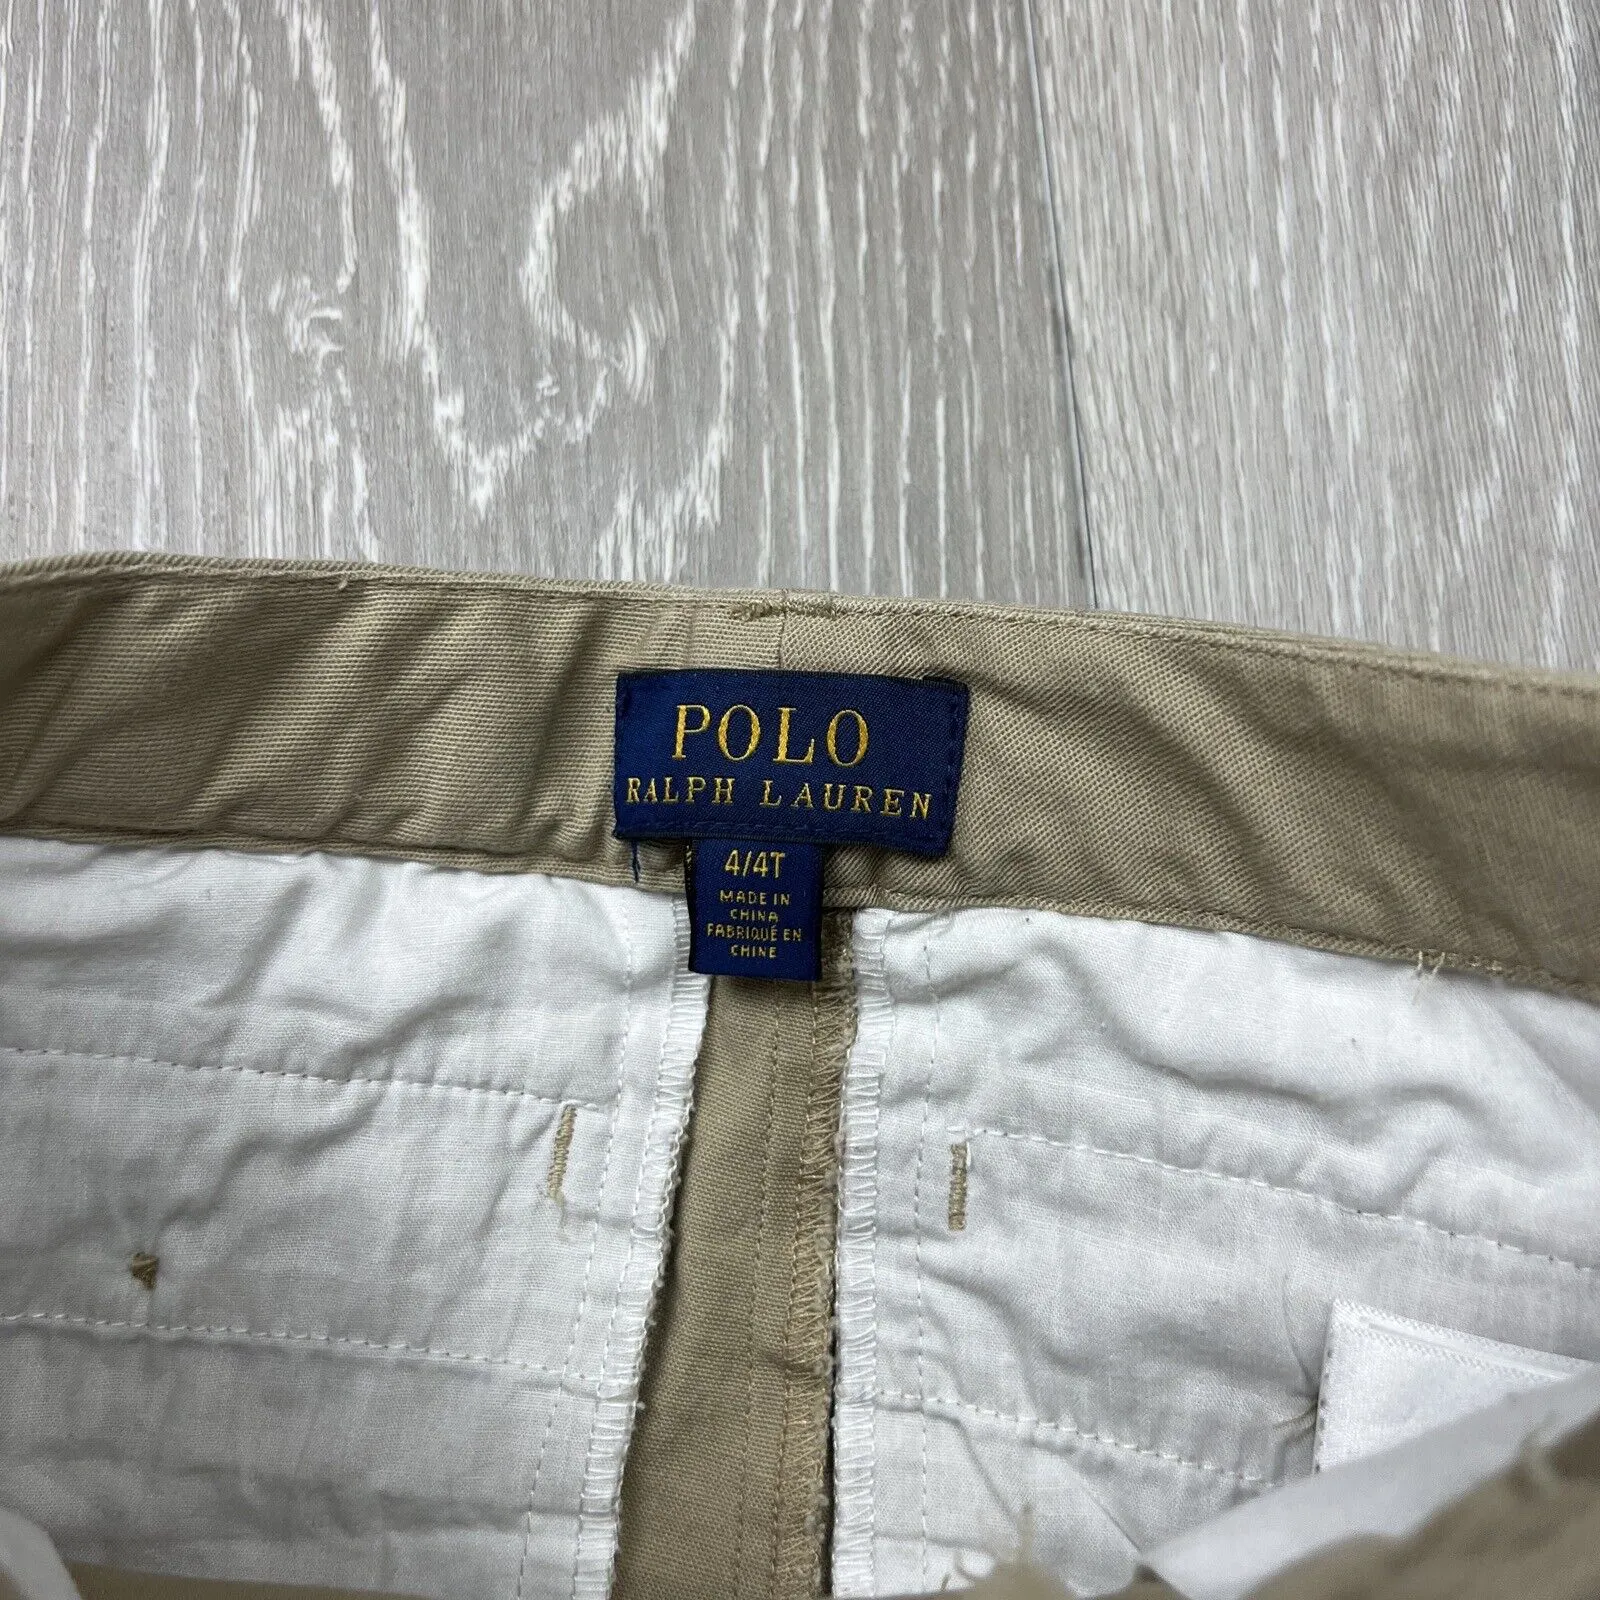 POLO
RALPH LAUREN
4/4T
MADE IN
CHINA
FABRIQUÉ EN
CHINE